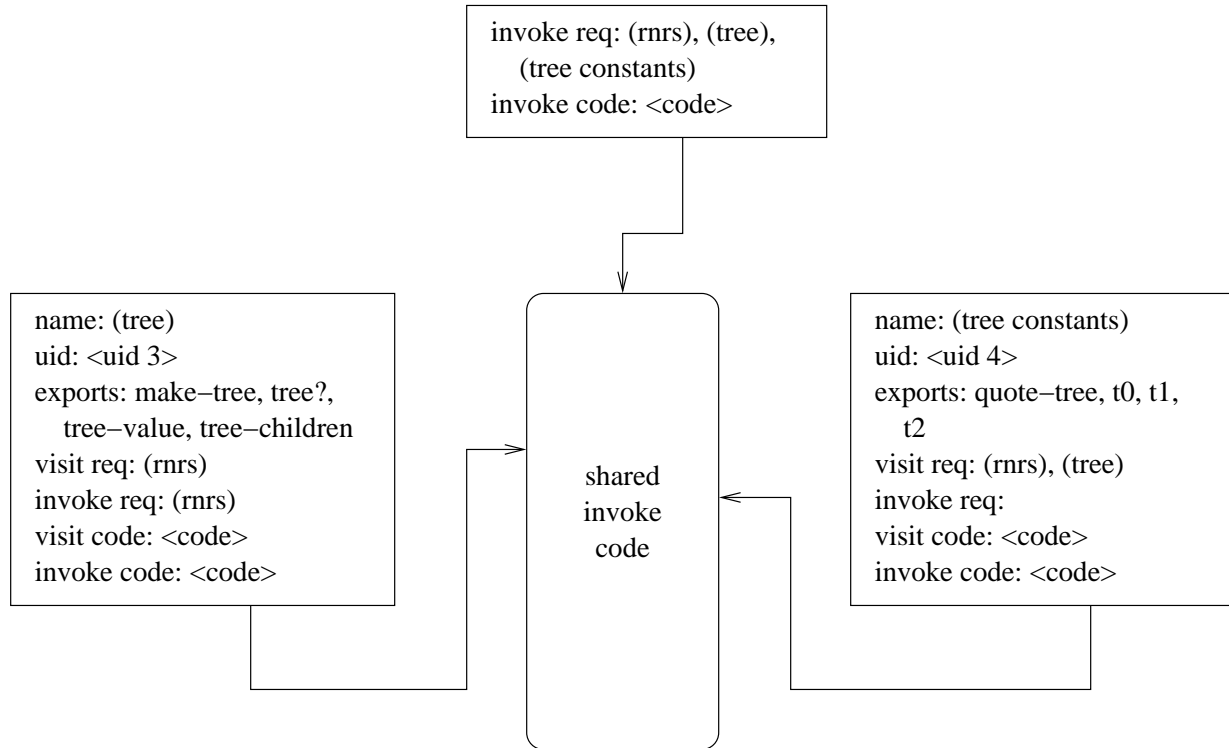 invoke req: (rnrs), (tree),
(tree constants)
invoke code: <code>
name: (tree)
uid: <uid 3>
exports: make−tree, tree?,
tree−value, tree−children
visit req: (rnrs)
invoke req: (rnrs)
visit code: <code>
invoke code: <code>
shared
invoke
code
name: (tree constants)
uid: <uid 4>
exports: quote−tree, t0, t1,
t2
visit req: (rnrs), (tree)
invoke req:
visit code: <code>
invoke code: <code>